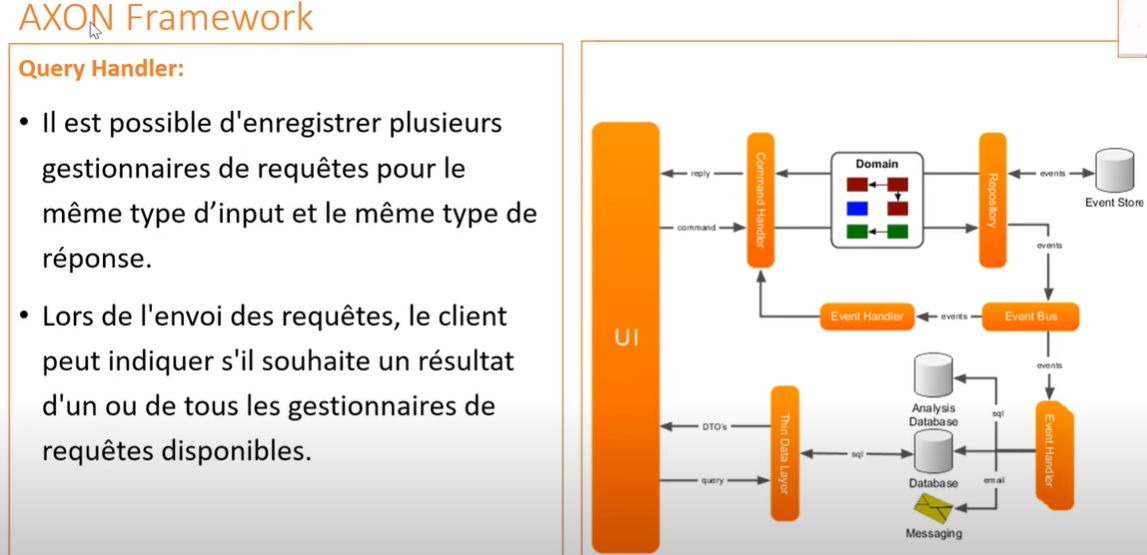 AXON Framework
Query Handler:
• Il est possible d'enregistrer plusieurs
gestionnaires de requêtes pour le
même type d’input et le même type de
réponse.
• Lors de l'envoi des requêtes, le client
peut indiquer s'il souhaite un résultat
d'un ou de tous les gestionnaires de
requêtes disponibles.
UI
reply
command
Command Handler
Domain
Repository
events
Event Store
events
Event Handler
events
Event Bus
events
DTO's
query
Thin Data Layer
sql
Analysis
Database
sql
Database
email
Messaging
Event Handler